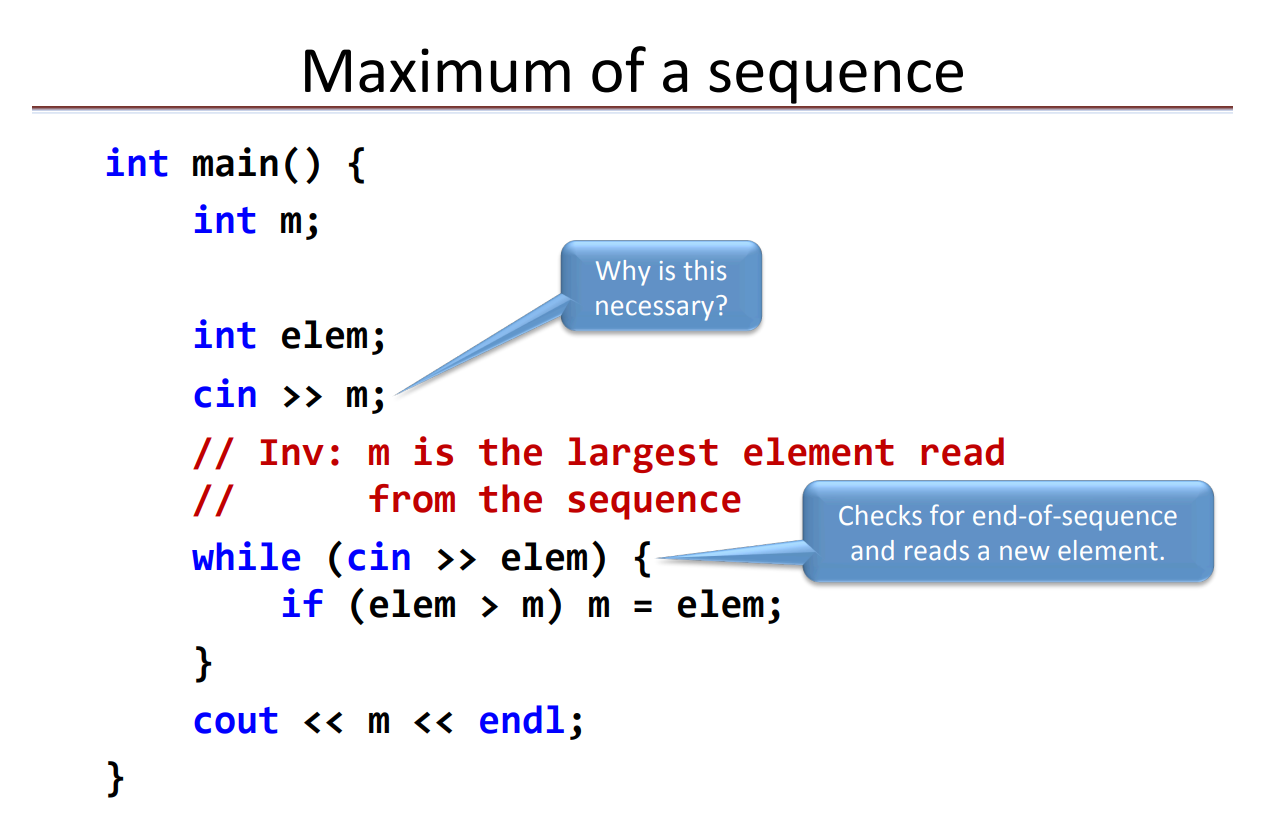 Maximum of a sequence
int main() {
    int m;
Why is this
necessary?
    int elem;
    cin >> m;
    // Inv: m is the largest element read
    //      from the sequence
Checks for end-of-sequence
and reads a new element.
    while (cin >> elem) {
        if (elem > m) m = elem;
    }
    cout << m << endl;
}